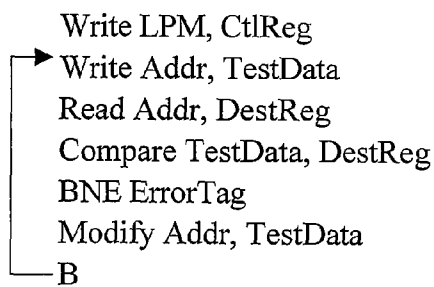 Write LPM, CtlReg
Write Addr, TestData
Read Addr, DestReg
Compare TestData, DestReg
BNE ErrorTag
Modify Addr, TestData
B